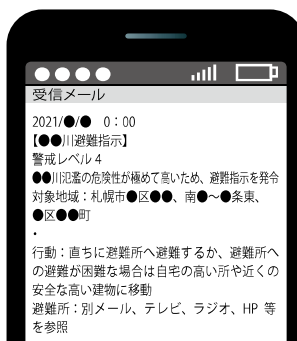 受信メール
2021/●/● 0：00
【●●川避難指示】
警戒レベル 4
●●川氾濫の危険性が極めて高いため、避難指示を発令
対象地域：札幌市●区●●、南●～●条東、
●区●●町
・
行動：直ちに避難所へ避難するか、避難所へ
の避難が困難な場合は自宅の高い所や近くの
安全な高い建物に移動
避難所：別メール、テレビ、ラジオ、HP 等
を参照